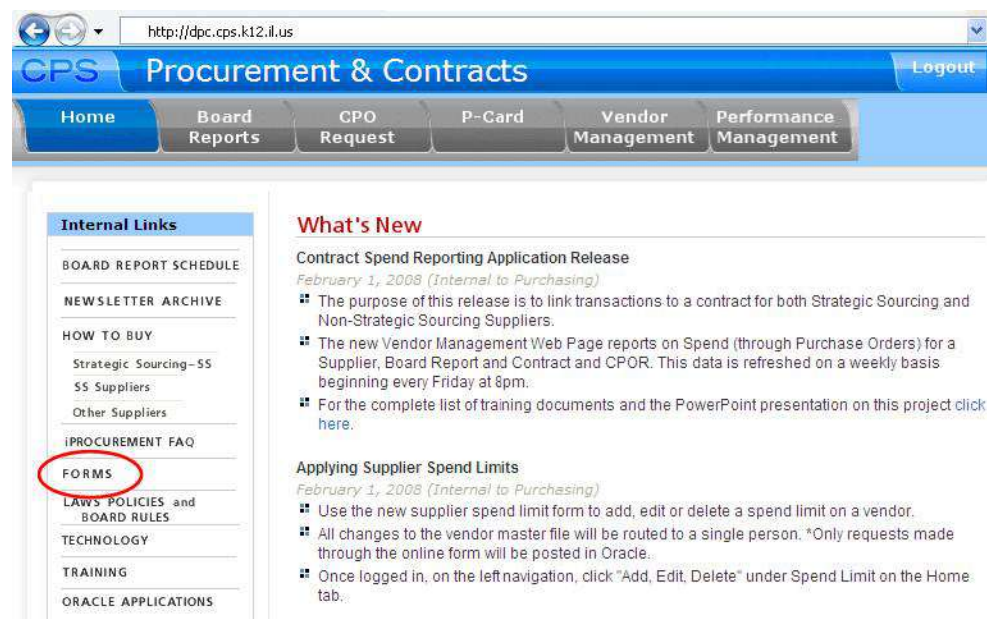 http://dpc.cps.k12.il.us
CPS Procurement & Contracts Logout
Home Board Reports CPO Request P-Card Vendor Management Performance Management
Internal Links
BOARD REPORT SCHEDULE
NEWSLETTER ARCHIVE
HOW TO BUY
Strategic Sourcing-SS
SS Suppliers
Other Suppliers
iPROCUREMENT FAQ
FORMS
LAWS POLICIES and
BOARD RULES
TECHNOLOGY
TRAINING
ORACLE APPLICATIONS
What's New
Contract Spend Reporting Application Release
February 1, 2008 (Internal to Purchasing)
The purpose of this release is to link transactions to a contract for both Strategic Sourcing and
Non-Strategic Sourcing Suppliers.
The new Vendor Management Web Page reports on Spend (through Purchase Orders) for a
Supplier, Board Report and Contract and CPOR. This data is refreshed on a weekly basis
beginning every Friday at 8pm.
For the complete list of training documents and the PowerPoint presentation on this project click
here.
Applying Supplier Spend Limits
February 1, 2008 (Internal to Purchasing)
Use the new supplier spend limit form to add, edit or delete a spend limit on a vendor.
All changes to the vendor master file will be routed to a single person. *Only requests made
through the online form will be posted in Oracle.
Once logged in, on the left navigation, click "Add, Edit, Delete" under Spend Limit on the Home
tab.